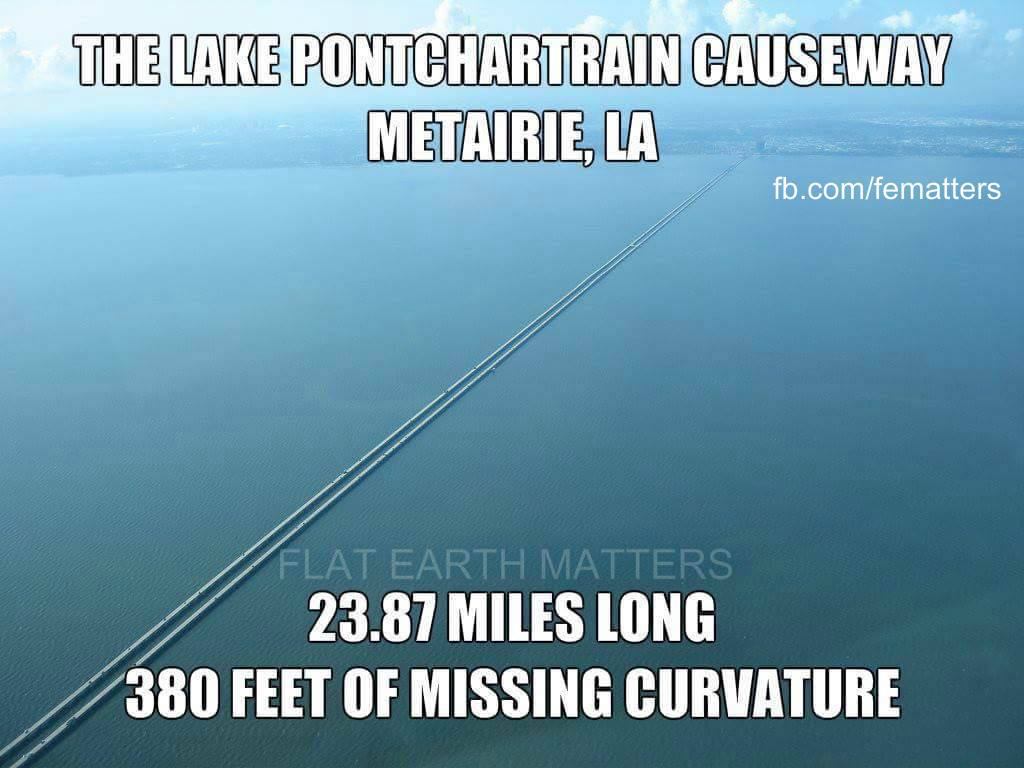 THE LAKE PONTCHARTRAIN CAUSEWAY
METAIRIE, LA
fb.com/fematters
FLAT EARTH MATTERS
23.87 MILES LONG
380 FEET OF MISSING CURVATURE